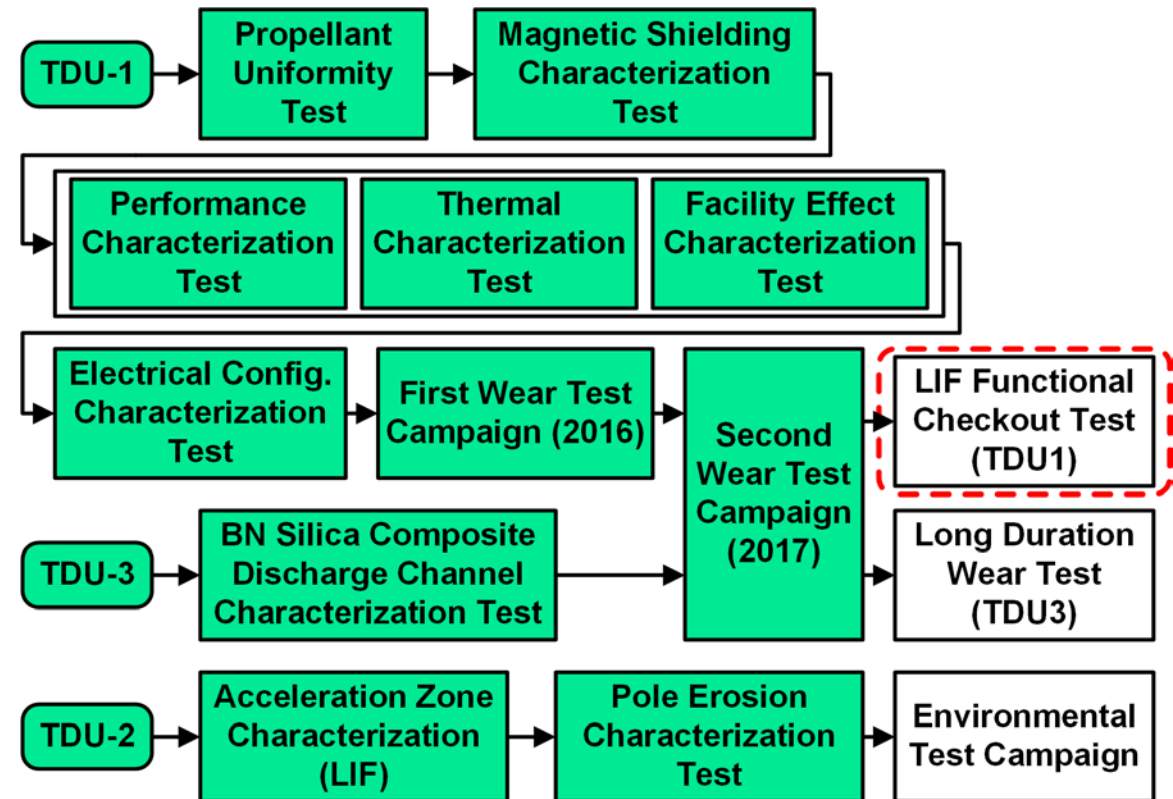 TDU-1
Propellant
Uniformity
Test
Magnetic Shielding
Characterization
Test
Performance
Characterization
Test
Thermal
Characterization
Test
Facility Effect
Characterization
Test
Electrical Config.
Characterization
Test
First Wear Test
Campaign (2016)
Second
Wear Test
Campaign
(2017)
LIF Functional
Checkout Test
(TDU1)
TDU-3
BN Silica Composite
Discharge Channel
Characterization Test
Long Duration
Wear Test
(TDU3)
TDU-2
Acceleration Zone
Characterization
(LIF)
Pole Erosion
Characterization
Test
Environmental
Test Campaign